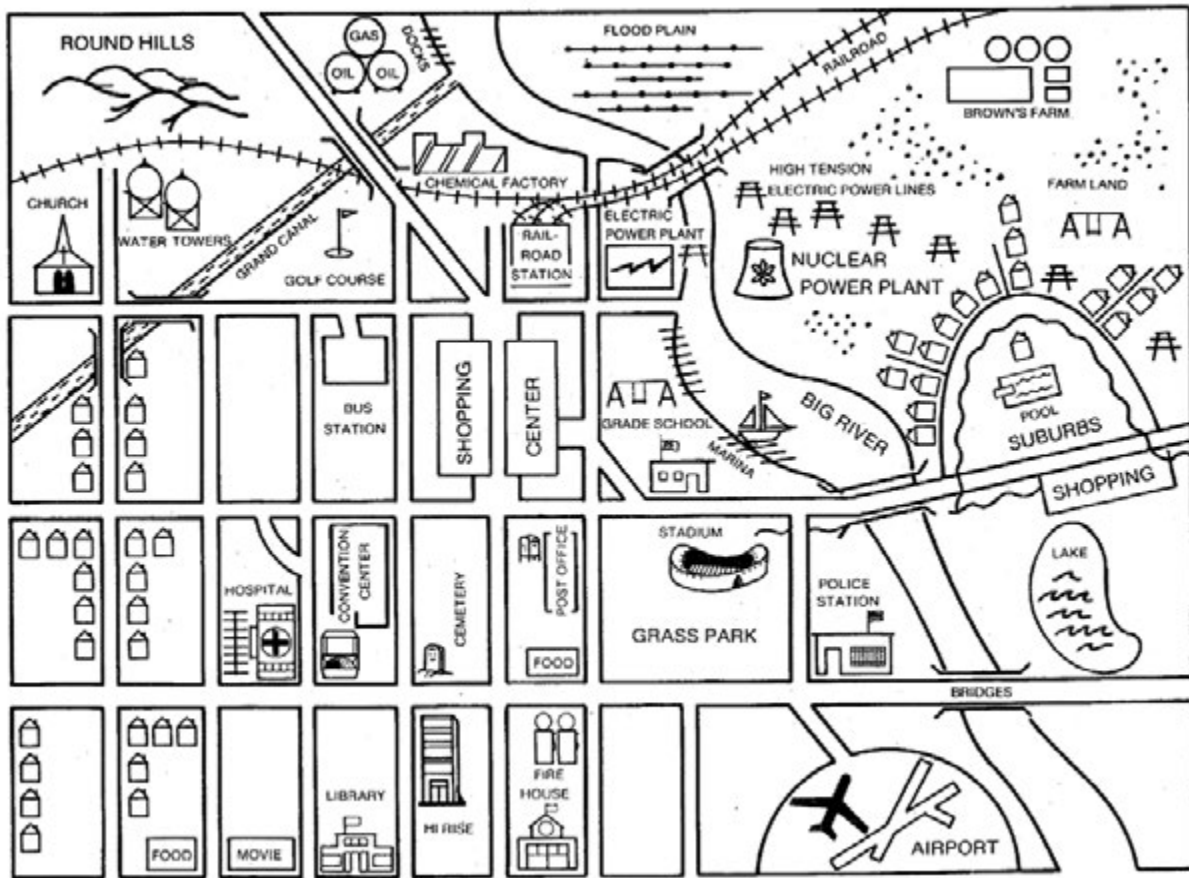 ROUND HILLS
GAS
OIL
OIL
DOCKS
FLOOD PLAIN
RAILROAD
BROWN'S FARM
CHEMICAL FACTORY
HIGH TENSION
ELECTRIC POWER LINES
FARM LAND
CHURCH
WATER TOWERS
GRAND CANAL
GOLF COURSE
RAIL-
ROAD
STATION
ELECTRIC
POWER PLANT
NUCLEAR
POWER PLANT
BUS
STATION
SHOPPING
CENTER
GRADE SCHOOL
MARINA
BIG RIVER
POOL
SUBURBS
SHOPPING
HOSPITAL
CONVENTION
CENTER
CEMETERY
POST OFFICE
FOOD
STADIUM
GRASS PARK
POLICE
STATION
LAKE
BRIDGES
FOOD
MOVIE
LIBRARY
HI RISE
FIRE
HOUSE
AIRPORT